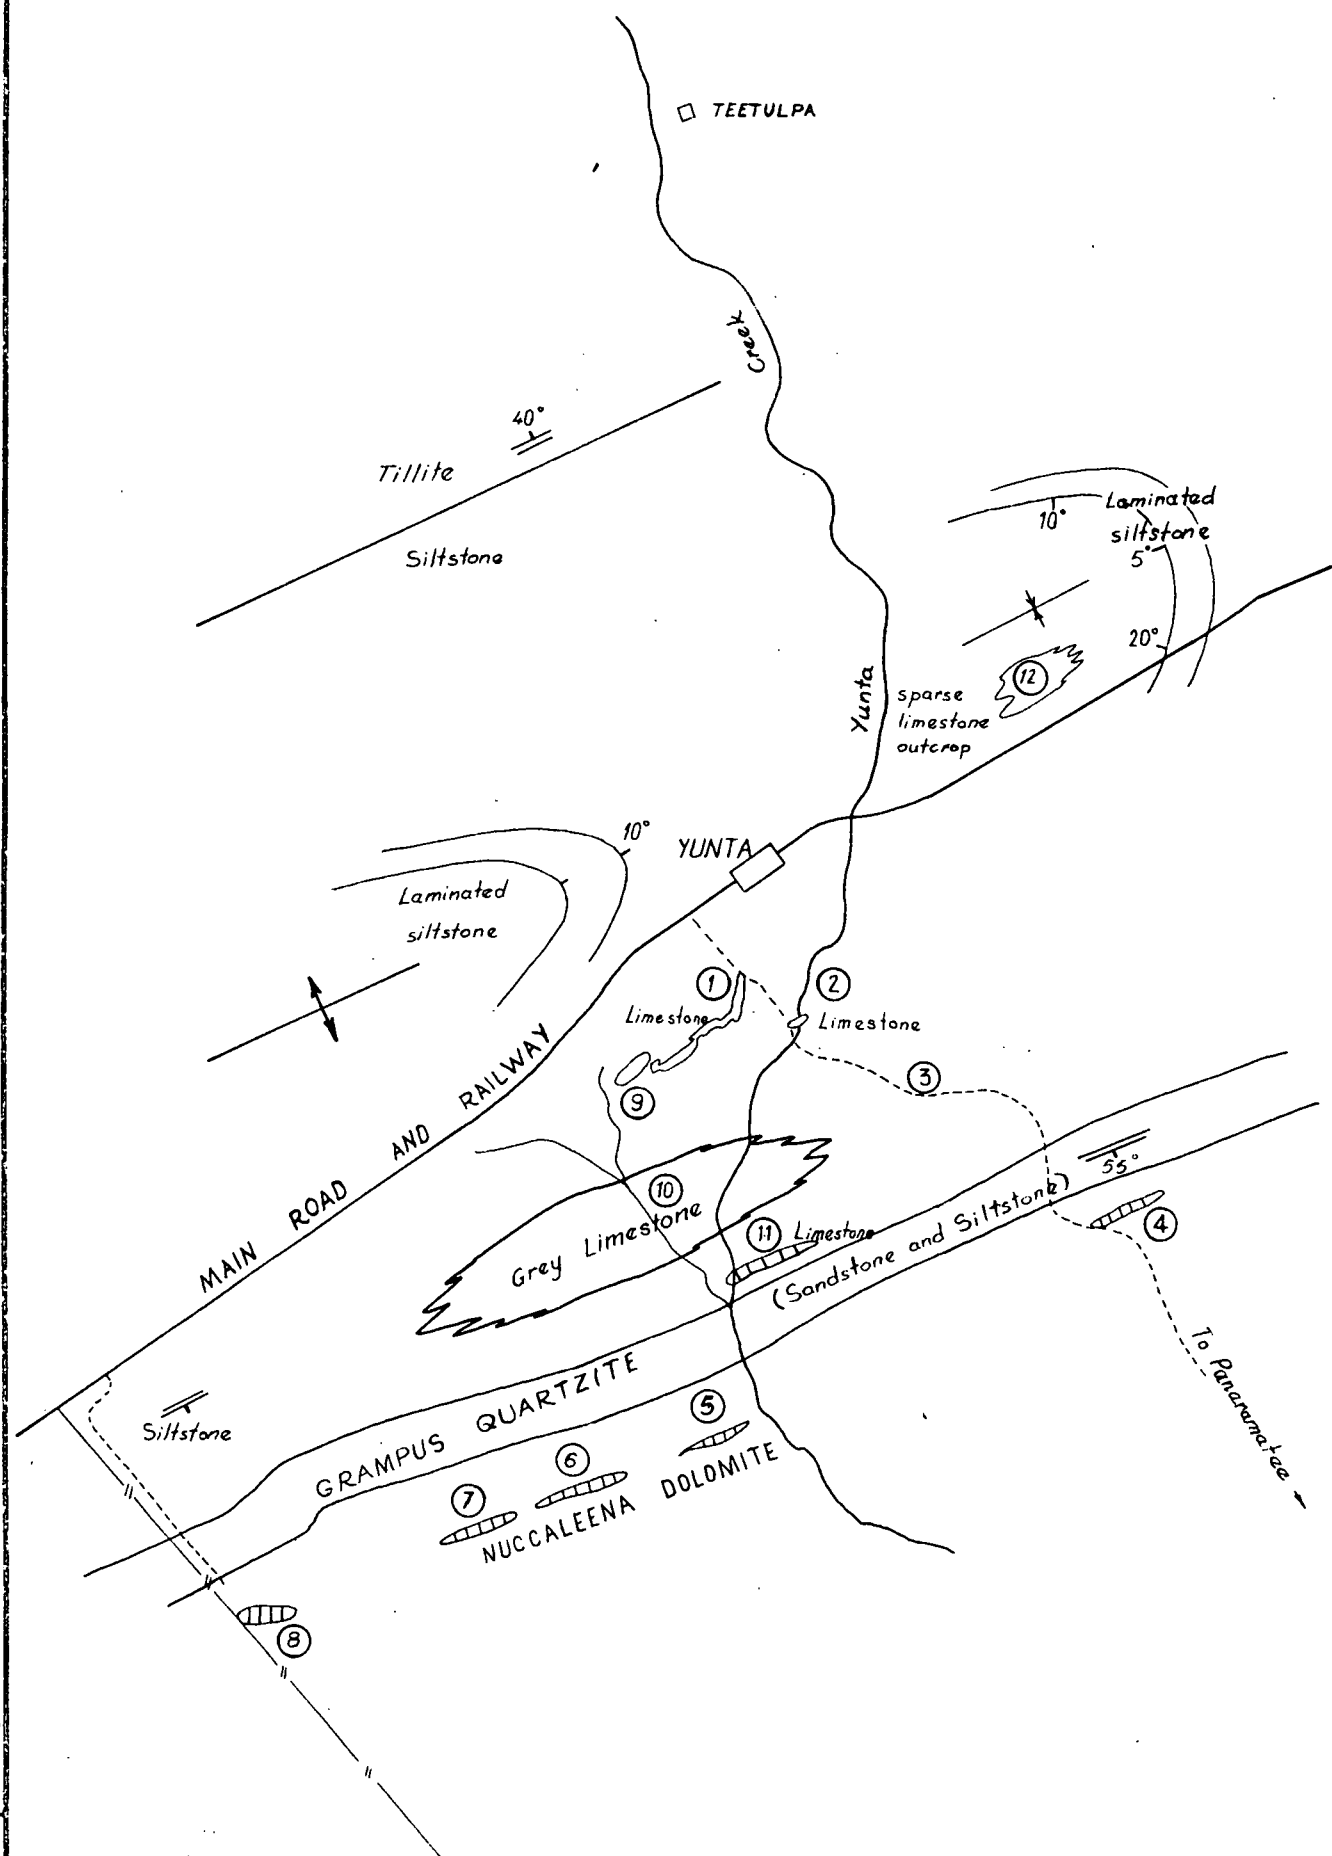 TEETULPA
Creek
40°
Tillite
Siltstone
Laminated
siltstone
10°
5°
20°
12
sparse
limestone
outcrop
Yunta
10°
YUNTA
Laminated
siltstone
1
Limestone
2
Limestone
3
9
MAIN ROAD AND RAILWAY
10
Grey Limestone
11
Limestone
(Sandstone and Siltstone)
55°
4
To Panaramatee
Siltstone
GRAMPUS QUARTZITE
5
6
7
NUCCALEENA DOLOMITE
8